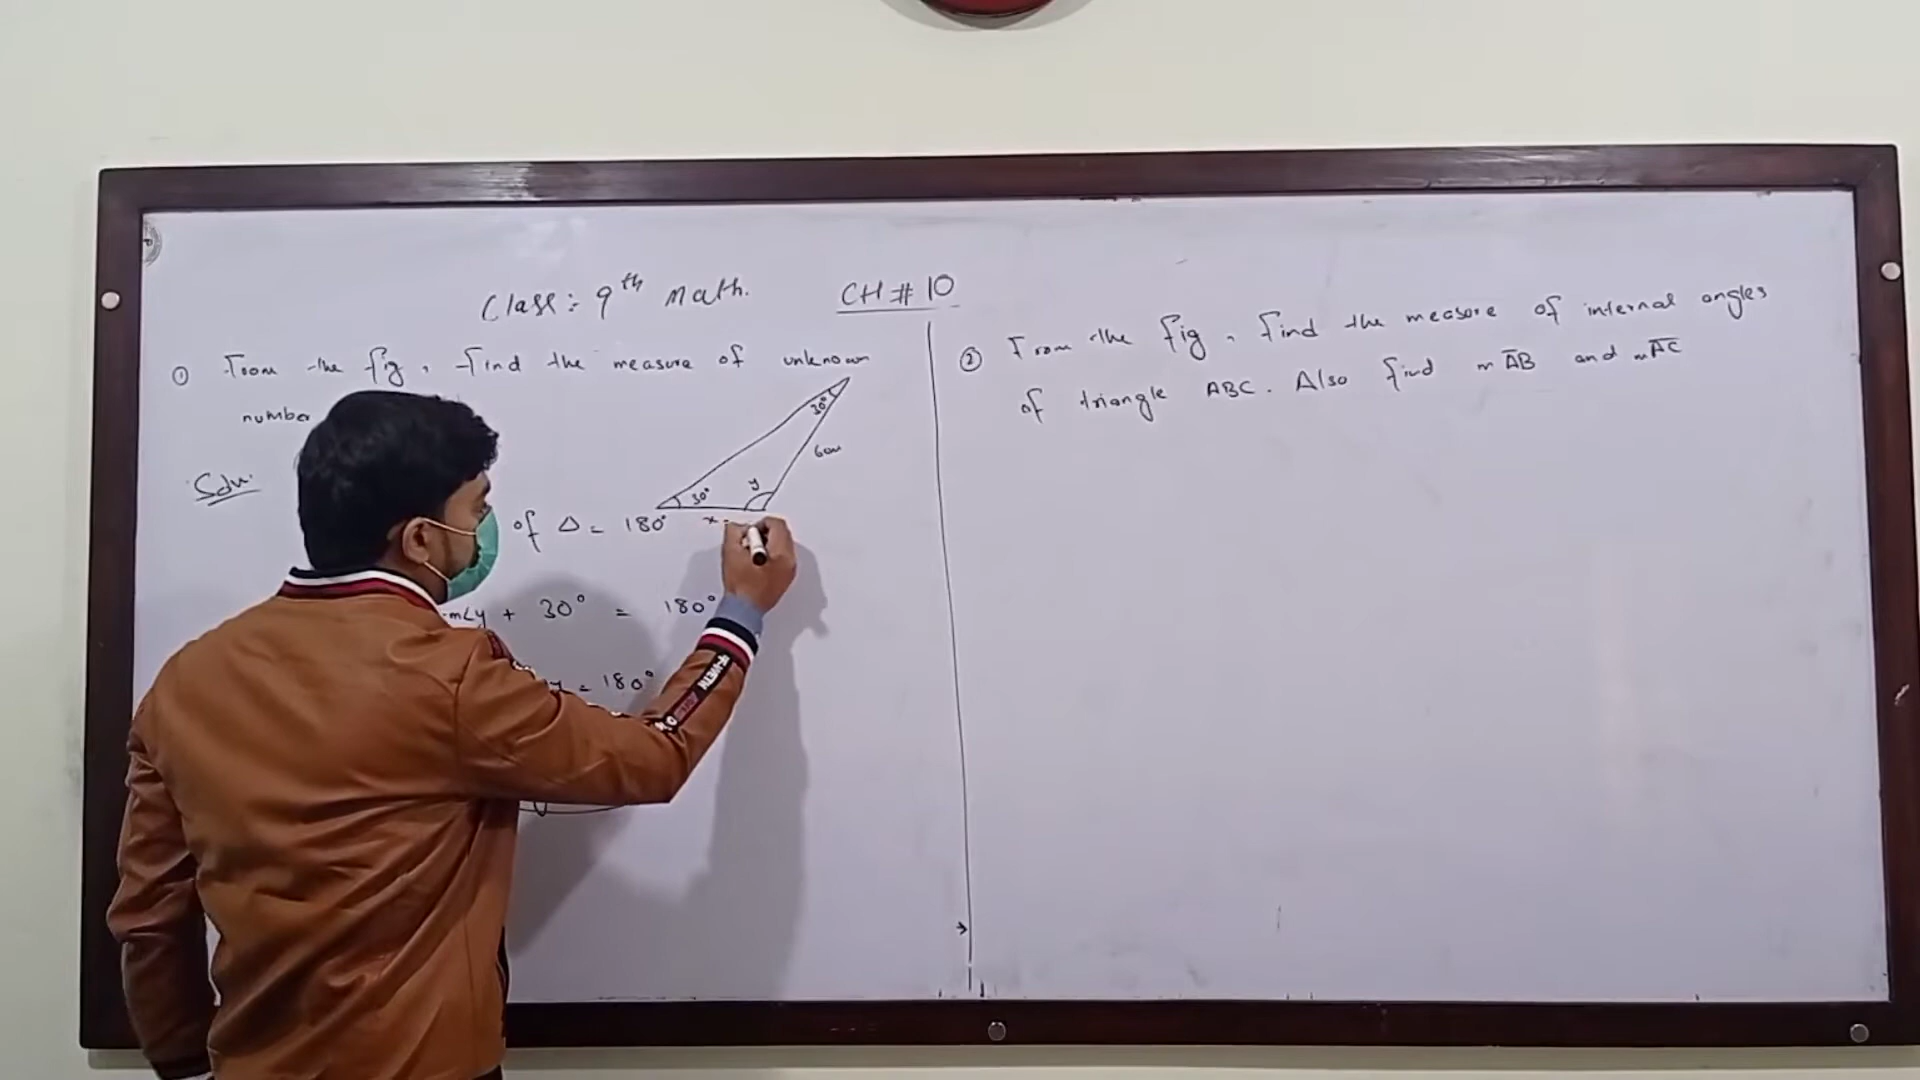 Class: 9th Math. CH # 10
① From the fig, find the measure of unknown
number
30°
6cm
Soln:
y
30°
x
of Δ = 180°
m∠y + 30° = 180°
y = 180°
② From the fig, find the measure of internal angles
of triangle ABC. Also find mAB and mAC